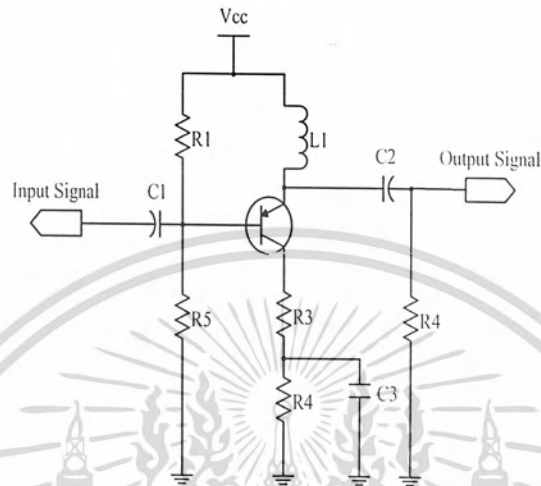 Vcc
R1
L1
C2
Output Signal
Input Signal
C1
R5
R3
R4
R4
C3